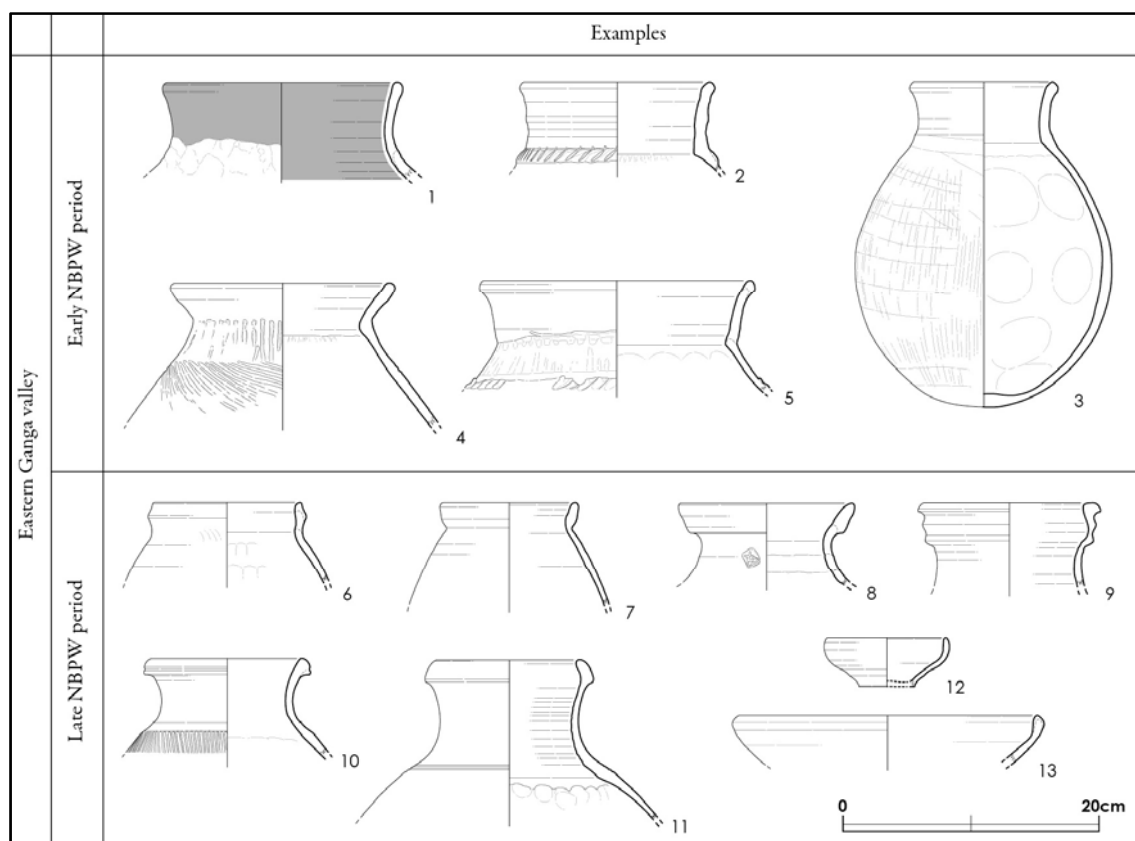 Examples
Eastern Ganga valley
Early NBPW period
1
2
3
4
5
Late NBPW period
6
7
8
9
10
11
12
13
0 20cm